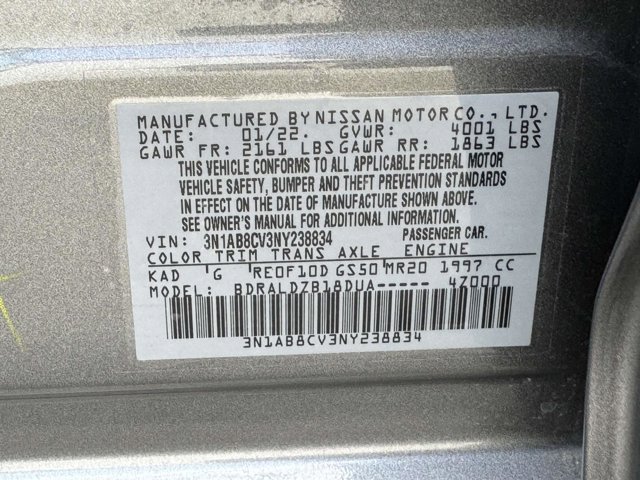 MANUFACTURED BY NISSAN MOTOR CO., LTD.
DATE: 01/22. GVWR: 4001 LBS
GAWR FR: 2161 LBS GAWR RR: 1863 LBS
THIS VEHICLE CONFORMS TO ALL APPLICABLE FEDERAL MOTOR
VEHICLE SAFETY, BUMPER AND THEFT PREVENTION STANDARDS
IN EFFECT ON THE DATE OF MANUFACTURE SHOWN ABOVE.
SEE OWNER'S MANUAL FOR ADDITIONAL INFORMATION.
VIN: 3N1AB8CV3NY238834 PASSENGER CAR.
COLOR TRIM TRANS AXLE ENGINE
KAD G RE0F10D GS50 MR20 1997 CC
MODEL: BDRALDZB18DUA----- 4Z000
3N1AB8CV3NY238834